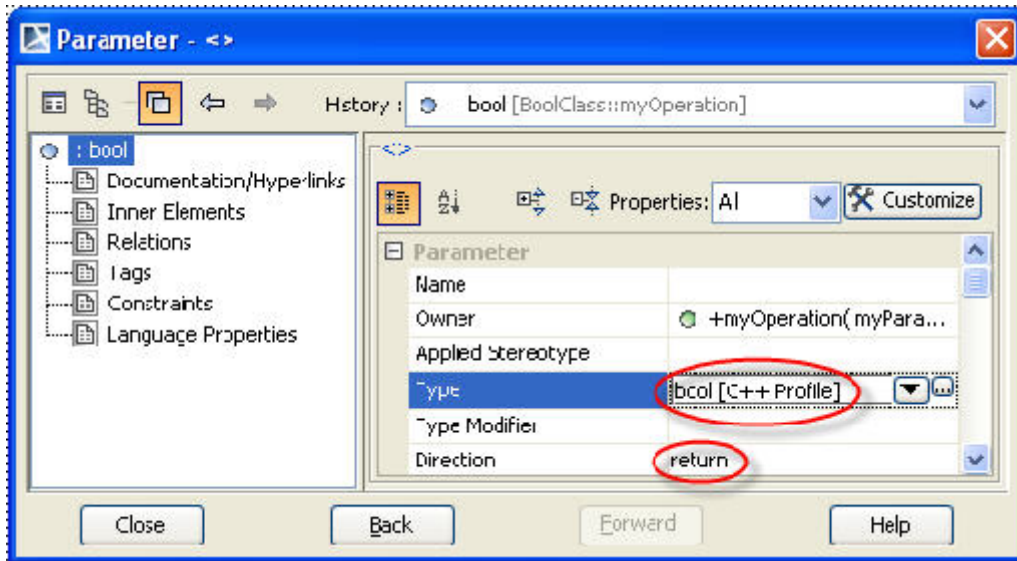 Parameter - <>
History : bool [BoolClass::myOperation]
: bool
Documentation/Hyperlinks
Inner Elements
Relations
Tags
Constraints
Language Properties
<>
Properties: All Customize
Parameter
Name
Owner +myOperation( myPara...
Applied Stereotype
Type bool [C++ Profile] ...
Type Modifier
Direction return
Close Back Forward Help